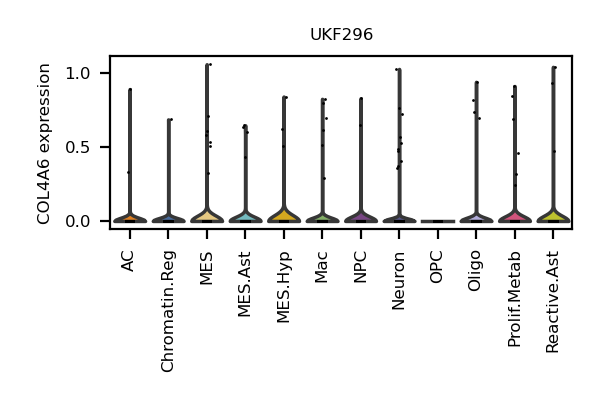 UKF296
COL4A6 expression
1.0
0.5
0.0
AC
Chromatin.Reg
MES
MES.Ast
MES.Hyp
Mac
NPC
Neuron
OPC
Oligo
Prolif.Metab
Reactive.Ast